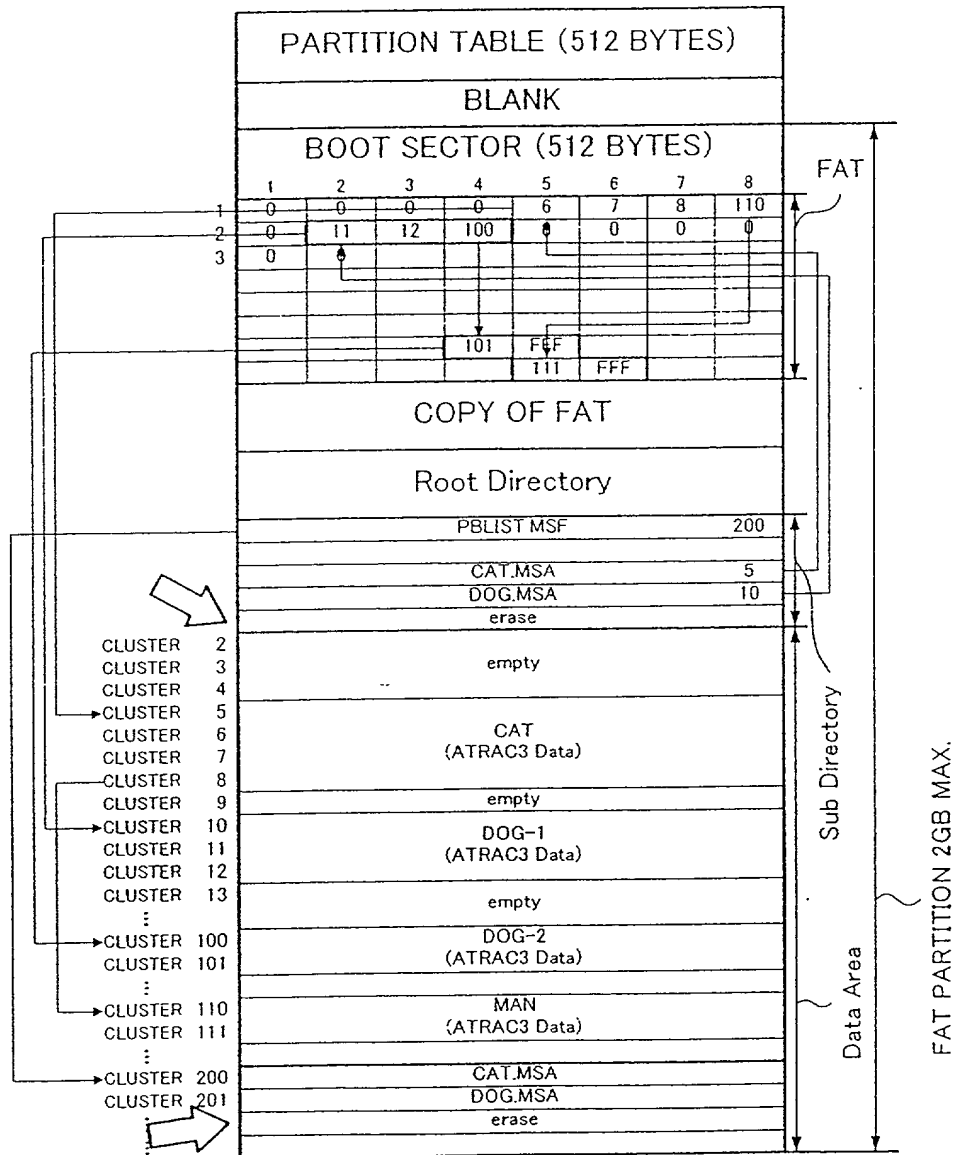 PARTITION TABLE (512 BYTES)
BLANK
BOOT SECTOR (512 BYTES)
FAT
1 2 3 4 5 6 7 8
1 0 0 0 0 6 7 8 110
2 0 11 12 100 0 0 0 0
3 0 0
101 FFF
111 FFF
COPY OF FAT
Root Directory
PBLIST MSF 200
CAT.MSA 5
DOG.MSA 10
erase
CLUSTER 2
CLUSTER 3
empty
CLUSTER 4
CLUSTER 5
CLUSTER 6
CAT
(ATRAC3 Data)
CLUSTER 7
CLUSTER 8
CLUSTER 9
empty
CLUSTER 10
DOG-1
CLUSTER 11
(ATRAC3 Data)
CLUSTER 12
CLUSTER 13
empty
CLUSTER 100
DOG-2
CLUSTER 101
(ATRAC3 Data)
CLUSTER 110
MAN
CLUSTER 111
(ATRAC3 Data)
CLUSTER 200
CAT.MSA
CLUSTER 201
DOG.MSA
erase
Sub Directory
Data Area
FAT PARTITION 2GB MAX.